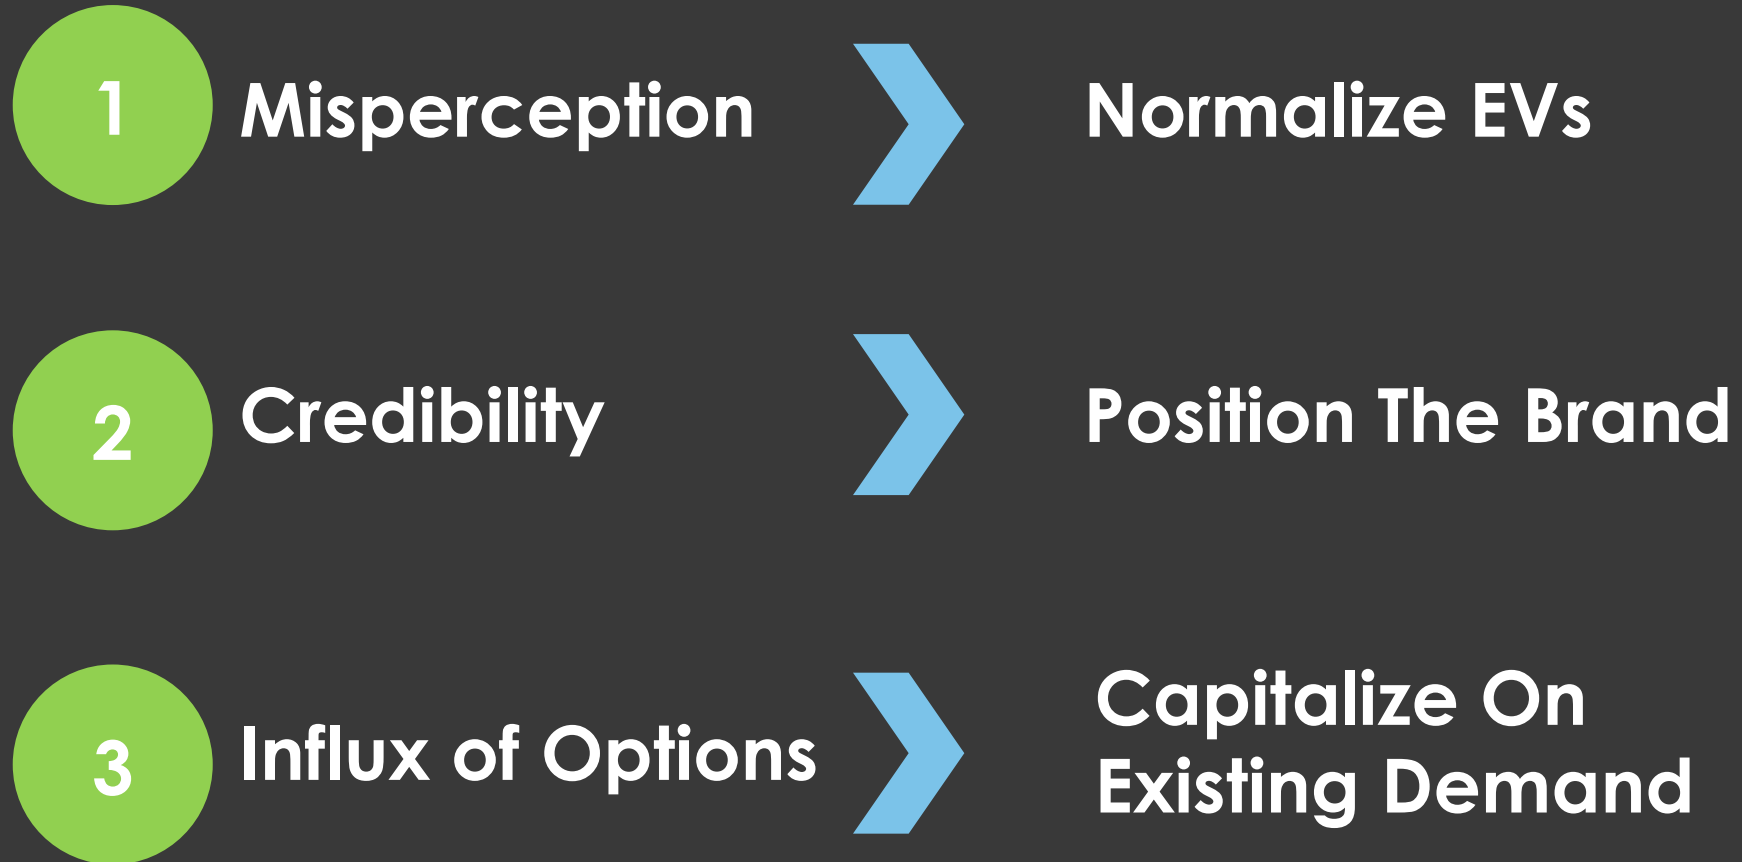 1 Misperception Normalize EVs
2 Credibility Position The Brand
3 Influx of Options Capitalize On
Existing Demand